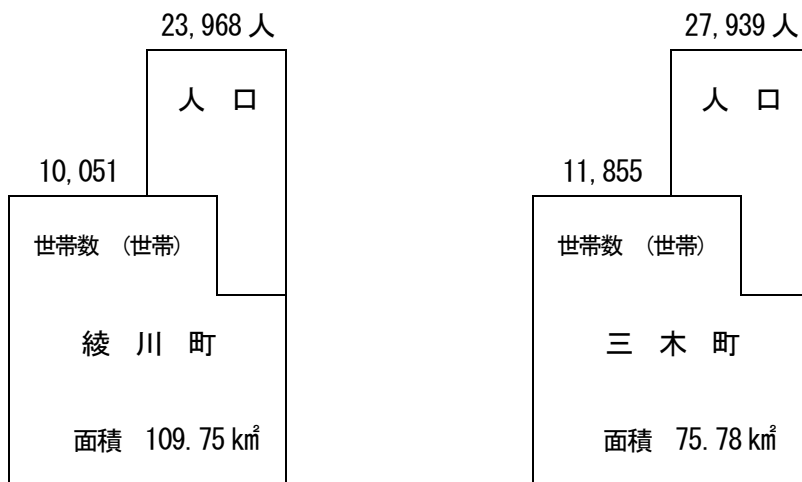 23,968 人
人 口
10,051
世帯数 (世帯)
綾 川 町
面積 109.75 k㎡
27,939 人
人 口
11,855
世帯数 (世帯)
三 木 町
面積 75.78 k㎡